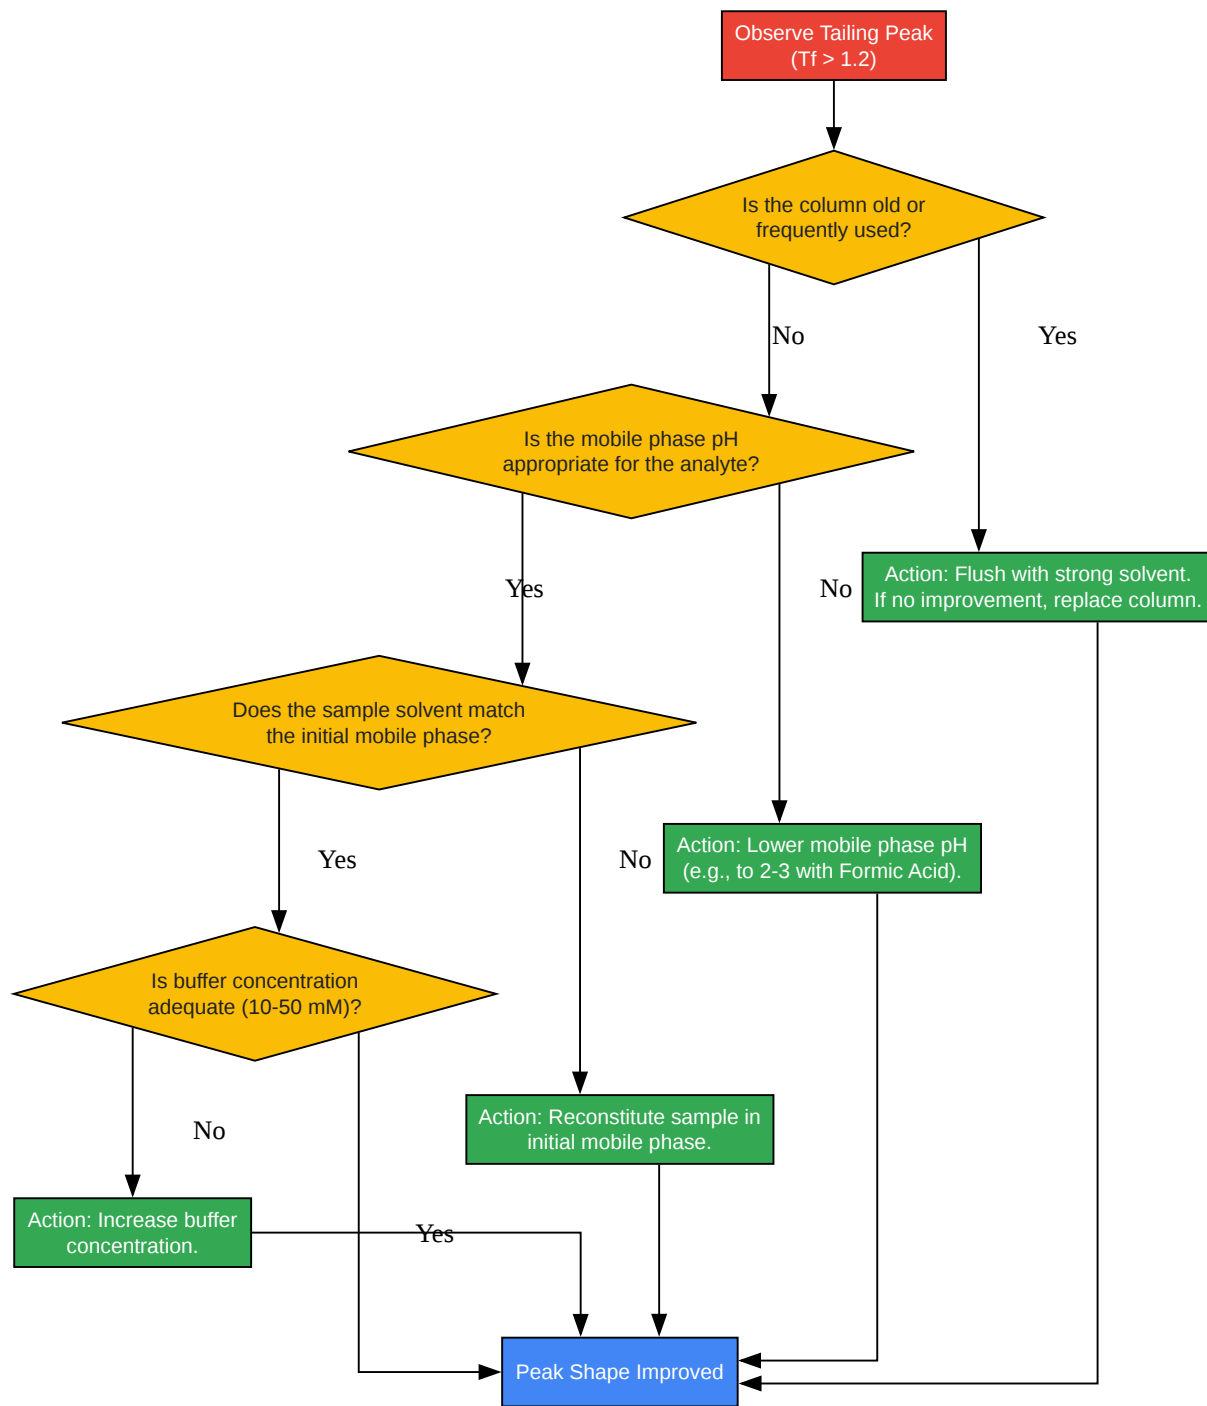 Observe Tailing Peak
(Tf > 1.2)
Is the column old or
frequently used?
No
Yes
Is the mobile phase pH
appropriate for the analyte?
Yes
No
Action: Flush with strong solvent.
If no improvement, replace column.
Does the sample solvent match
the initial mobile phase?
Yes
No
Action: Lower mobile phase pH
(e.g., to 2-3 with Formic Acid).
Is buffer concentration
adequate (10-50 mM)?
No
Yes
Action: Reconstitute sample in
initial mobile phase.
Action: Increase buffer
concentration.
Peak Shape Improved